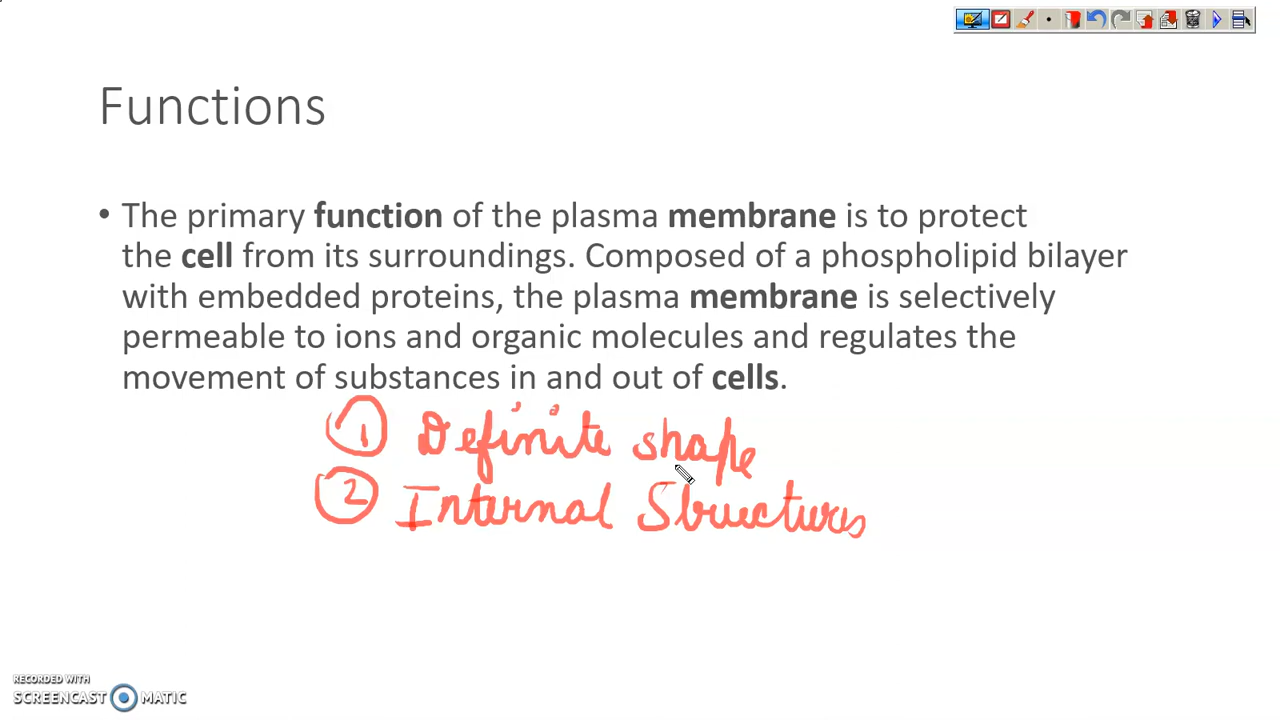 Functions
• The primary function of the plasma membrane is to protect
the cell from its surroundings. Composed of a phospholipid bilayer
with embedded proteins, the plasma membrane is selectively
permeable to ions and organic molecules and regulates the
movement of substances in and out of cells.
① Definite shape
② Internal Structures
RECORDED WITH
SCREENCAST MATIC